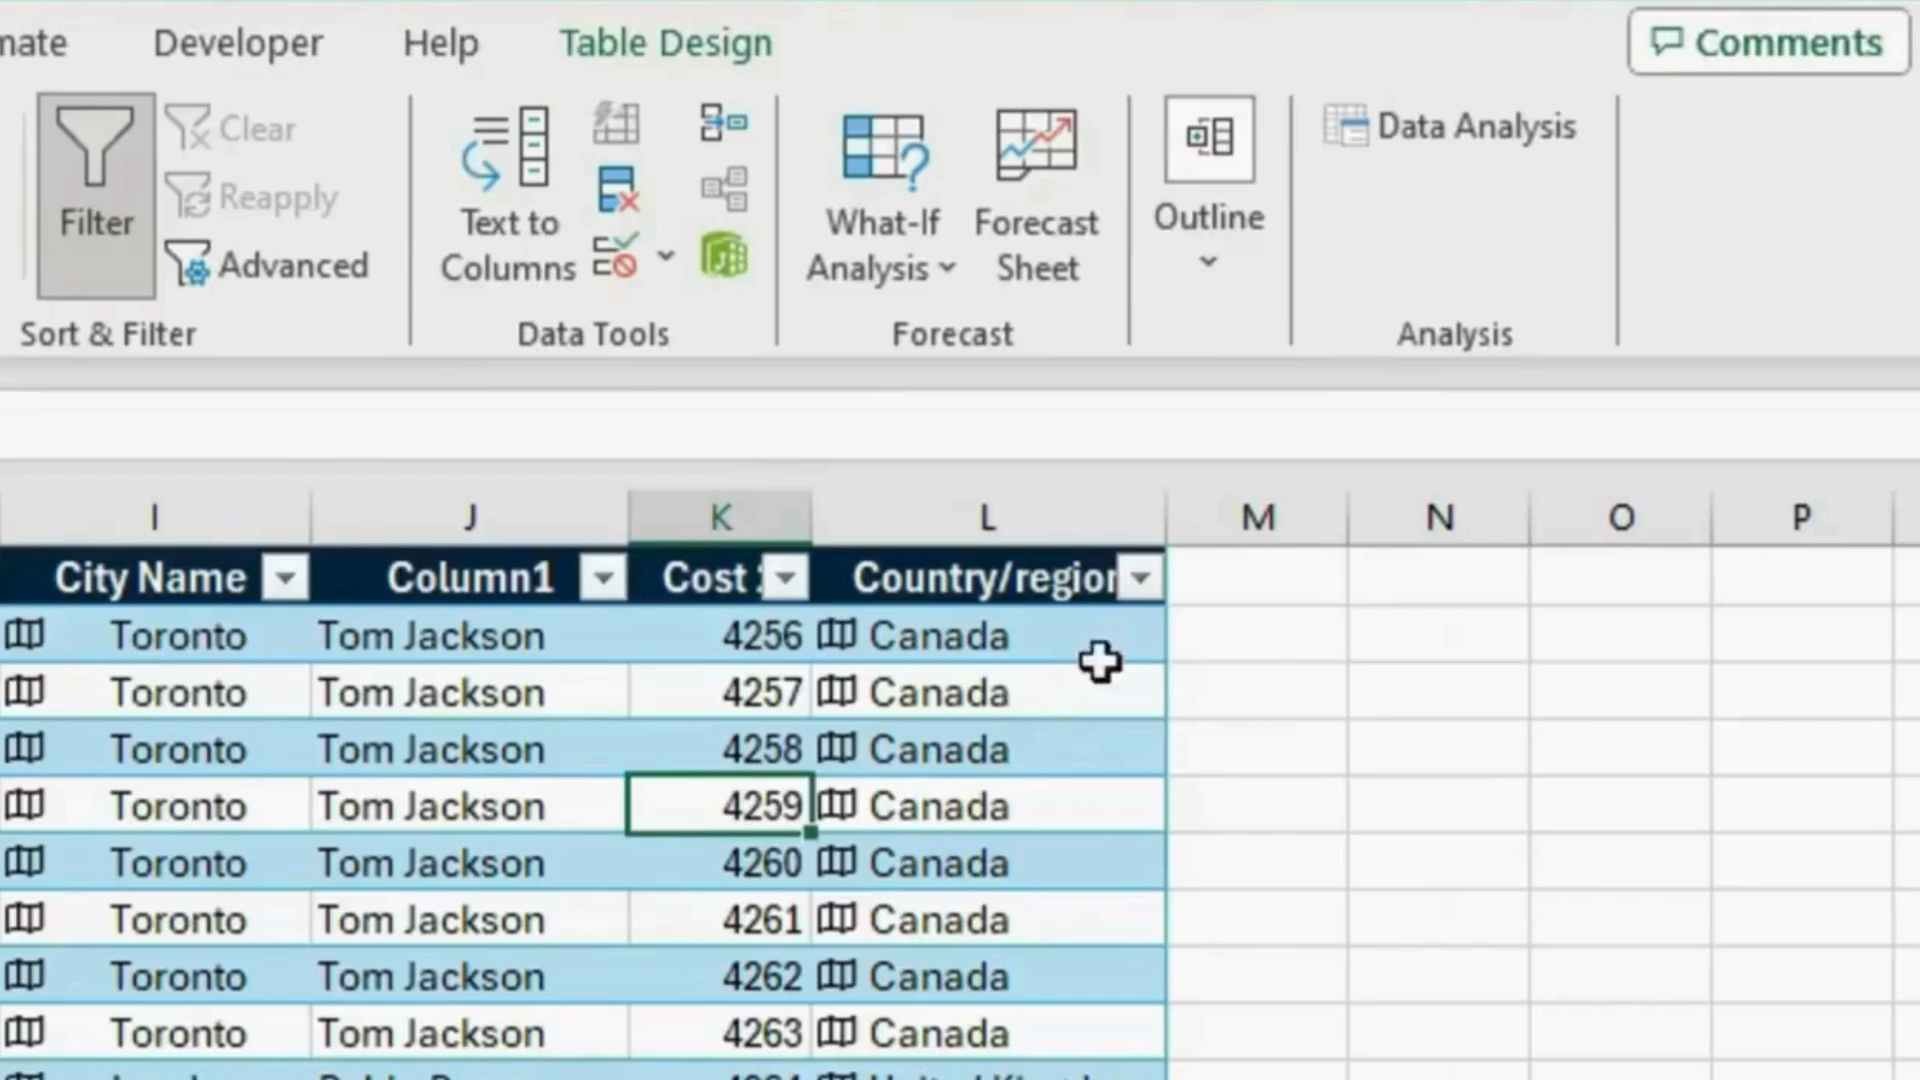 mate Developer Help Table Design Comments
Filter Clear Reapply Advanced
Sort & Filter
Text to Columns
Data Tools
What-If Analysis Forecast Sheet
Forecast
Outline
Data Analysis
Analysis
I J K L M N O P
City Name Column1 Cost Country/region
Toronto Tom Jackson 4256 Canada
Toronto Tom Jackson 4257 Canada
Toronto Tom Jackson 4258 Canada
Toronto Tom Jackson 4259 Canada
Toronto Tom Jackson 4260 Canada
Toronto Tom Jackson 4261 Canada
Toronto Tom Jackson 4262 Canada
Toronto Tom Jackson 4263 Canada